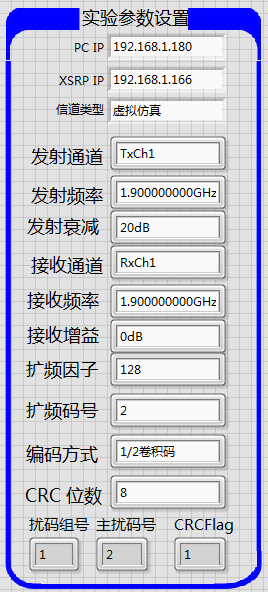 实验参数设置
PC IP 192.168.1.180
XSRP IP 192.168.1.166
信道类型 虚拟仿真
发射通道 TxCh1
发射频率 1.900000000GHz
发射衰减 20dB
接收通道 RxCh1
接收频率 1.900000000GHz
接收增益 0dB
扩频因子 128
扩频码号 2
编码方式 1/2卷积码
CRC 位数 8
扰码组号 主扰码号 CRCFlag
1 2 1